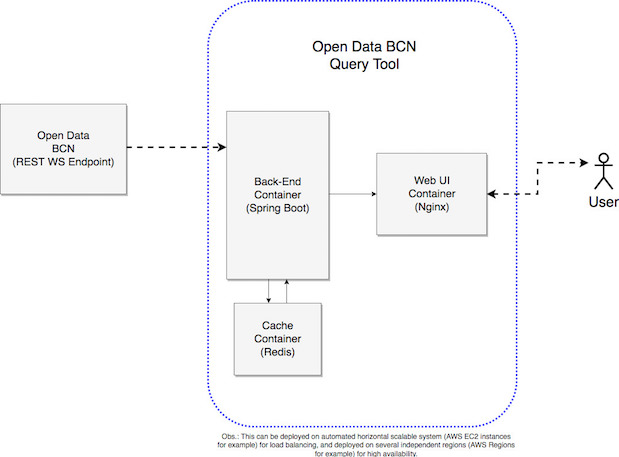 Open Data BCN
Query Tool
Open Data
BCN
(REST WS Endpoint)
Back-End
Container
(Spring Boot)
Web UI
Container
(Nginx)
User
Cache
Container
(Redis)
Obs.: This can be deployed on automated horizontal scalable system (AWS EC2 instances
for example) for load balancing, and deployed on several independent regions (AWS Regions
for example) for high availability.